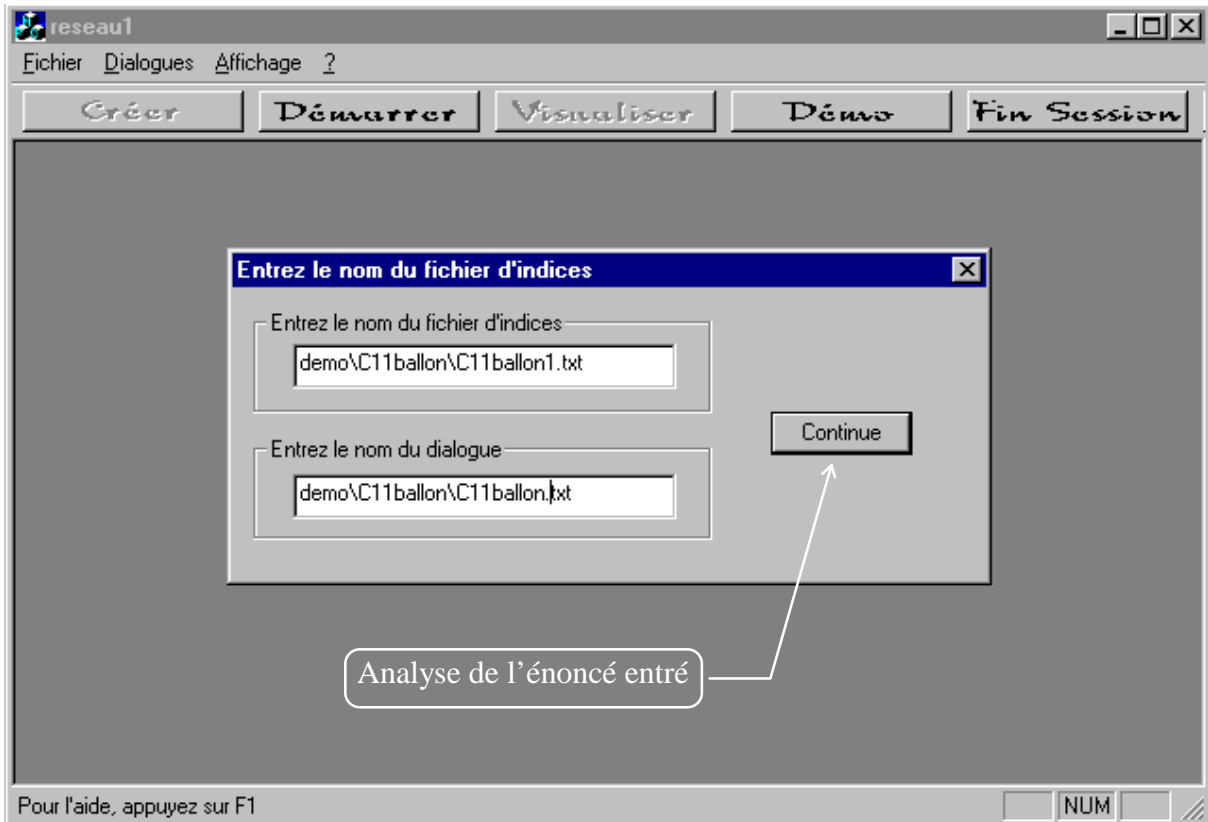 reseau1
Fichier Dialogues Affichage ?
Créer Démarrer Visualiser Démo Fin Session
Entrez le nom du fichier d'indices
Entrez le nom du fichier d'indices
demo\C11ballon\C11ballon1.txt
Continue
Entrez le nom du dialogue
demo\C11ballon\C11ballon.txt
Analyse de l’énoncé entré
Pour l'aide, appuyez sur F1
NUM